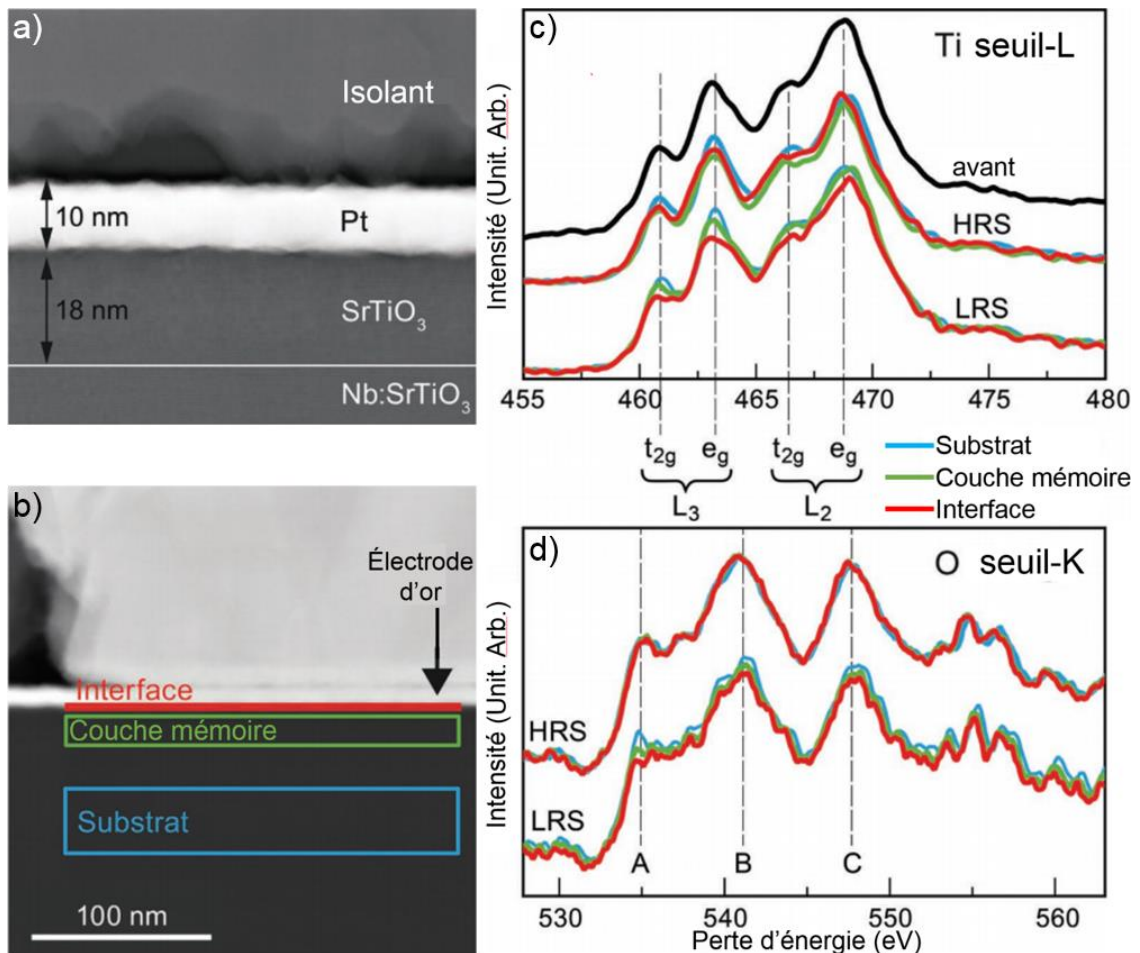 a)
Isolant
10 nm
Pt
18 nm
SrTiO3
Nb:SrTiO3
b)
Électrode
d'or
Interface
Couche mémoire
Substrat
100 nm
c)
Ti seuil-L
avant
HRS
LRS
Intensité (Unit. Arb.)
455 460 465 470 475 480
t2g eg t2g eg
L3 L2
Substrat
Couche mémoire
Interface
d)
O seuil-K
HRS
LRS
A B C
Intensité (Unit. Arb.)
530 540 550 560
Perte d'énergie (eV)